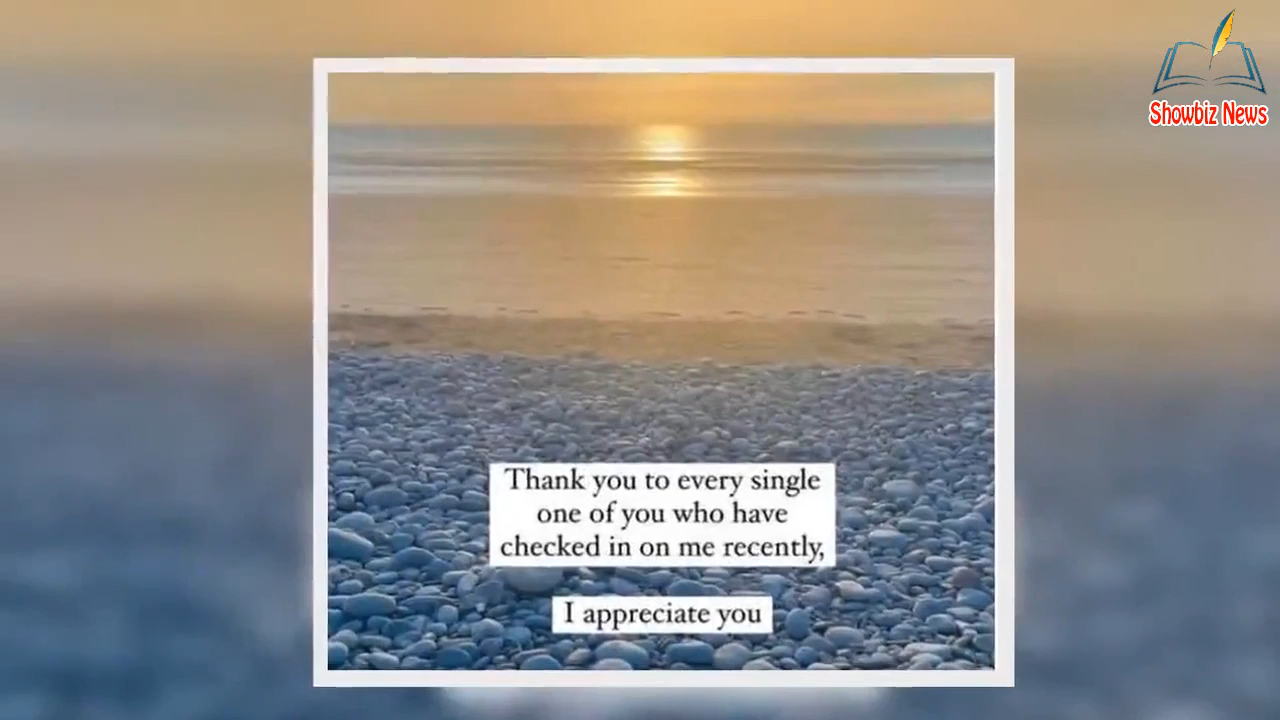 Showbiz News
Thank you to every single
one of you who have
checked in on me recently,
I appreciate you